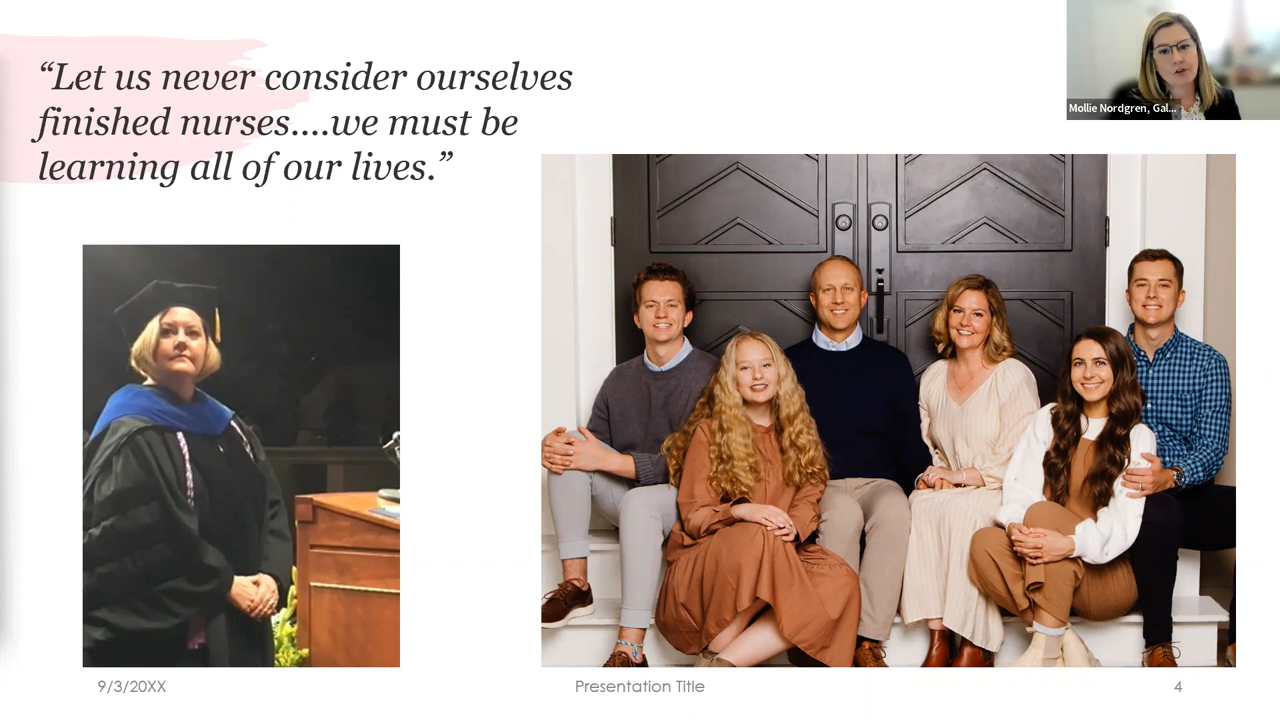 “Let us never consider ourselves
finished nurses....we must be
learning all of our lives.”
Mollie Nordgren, Gal...
9/3/20XX
Presentation Title
4